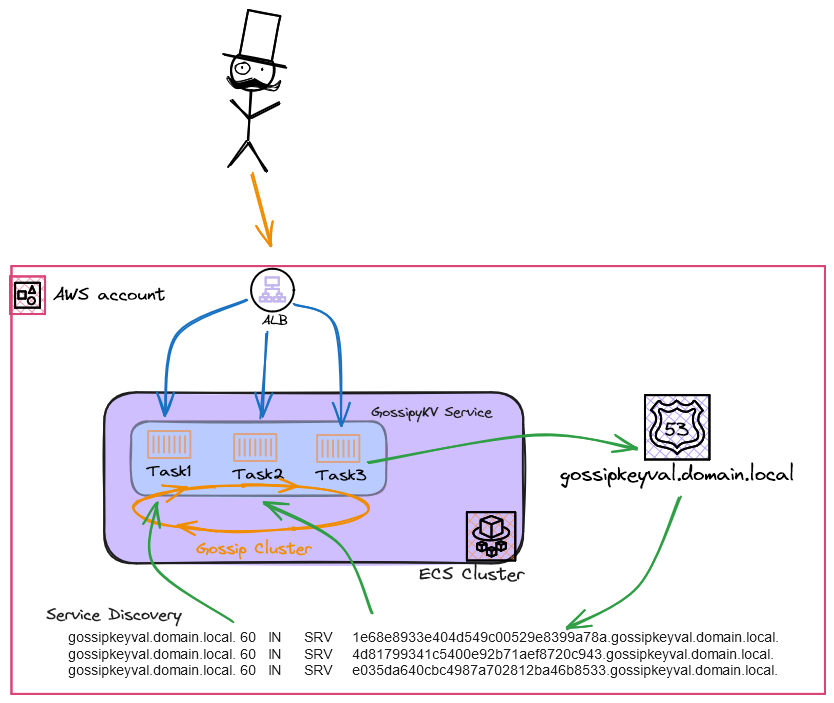 AWS account
ALB
GossipyKV Service
Task1
Task2
Task3
53
gossipkeyval.domain.local
Gossip Cluster
ECS Cluster
Service Discovery
gossipkeyval.domain.local. 60 IN SRV 1e68e8933e404d549c00529e8399a78a.gossipkeyval.domain.local.
gossipkeyval.domain.local. 60 IN SRV 4d81799341c5400e92b71aef8720c943.gossipkeyval.domain.local.
gossipkeyval.domain.local. 60 IN SRV e035da640cbc4987a702812ba46b8533.gossipkeyval.domain.local.